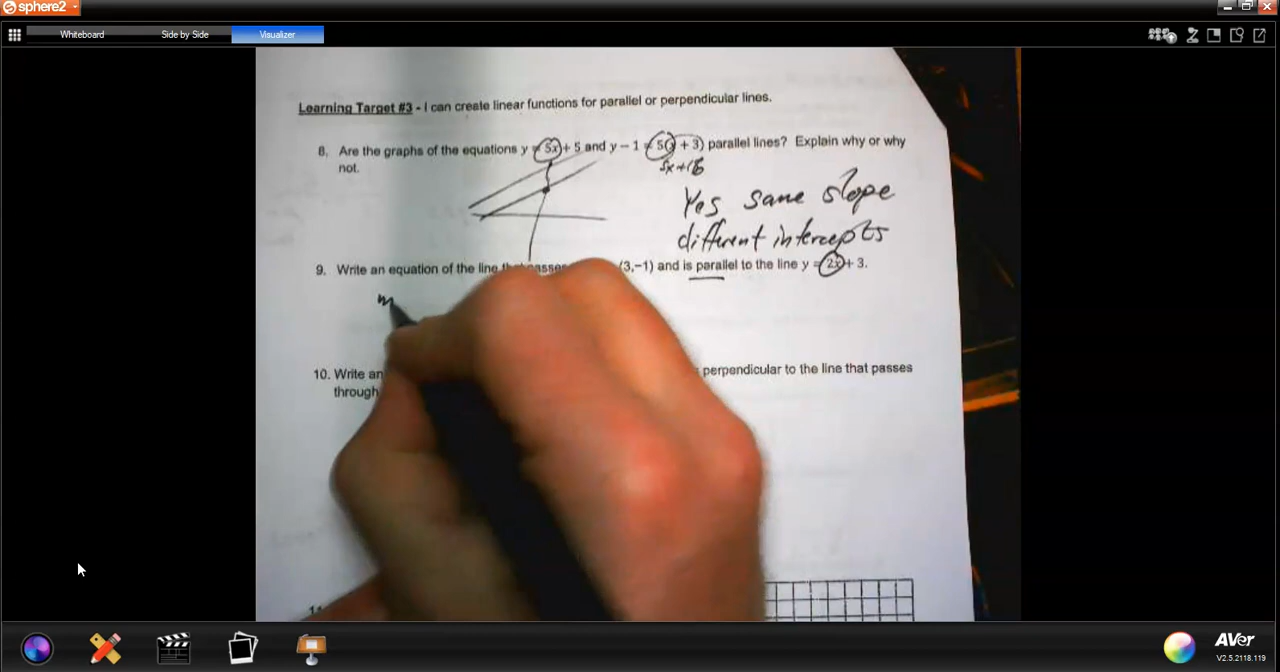 sphere2
Whiteboard Side by Side Visualizer
Learning Target #3 - I can create linear functions for parallel or perpendicular lines.
8. Are the graphs of the equations y = 5x + 5 and y – 1 = 5(x + 3) parallel lines? Explain why or why
not.
5x+15
Yes same slope
different intercepts
9. Write an equation of the line that passes (3,–1) and is parallel to the line y = 2x + 3.
m
10. Write an perpendicular to the line that passes
through
AVer
V2.5.2118.119